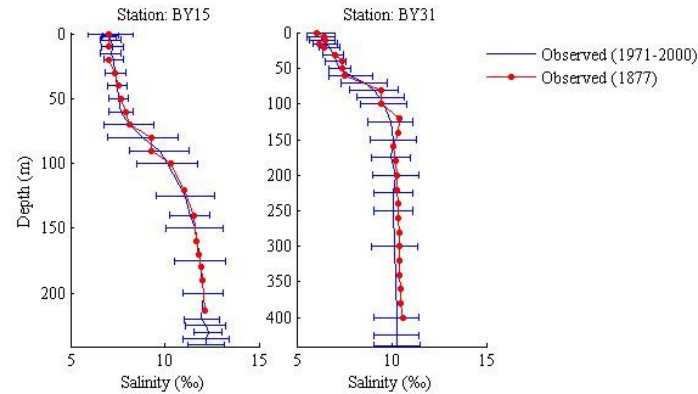 Station: BY15
0
50
100
150
200
Depth (m)
5
10
15
Salinity (‰)
Station: BY31
0
50
100
150
200
250
300
350
400
5
10
15
Salinity (‰)
Observed (1971-2000)
Observed (1877)